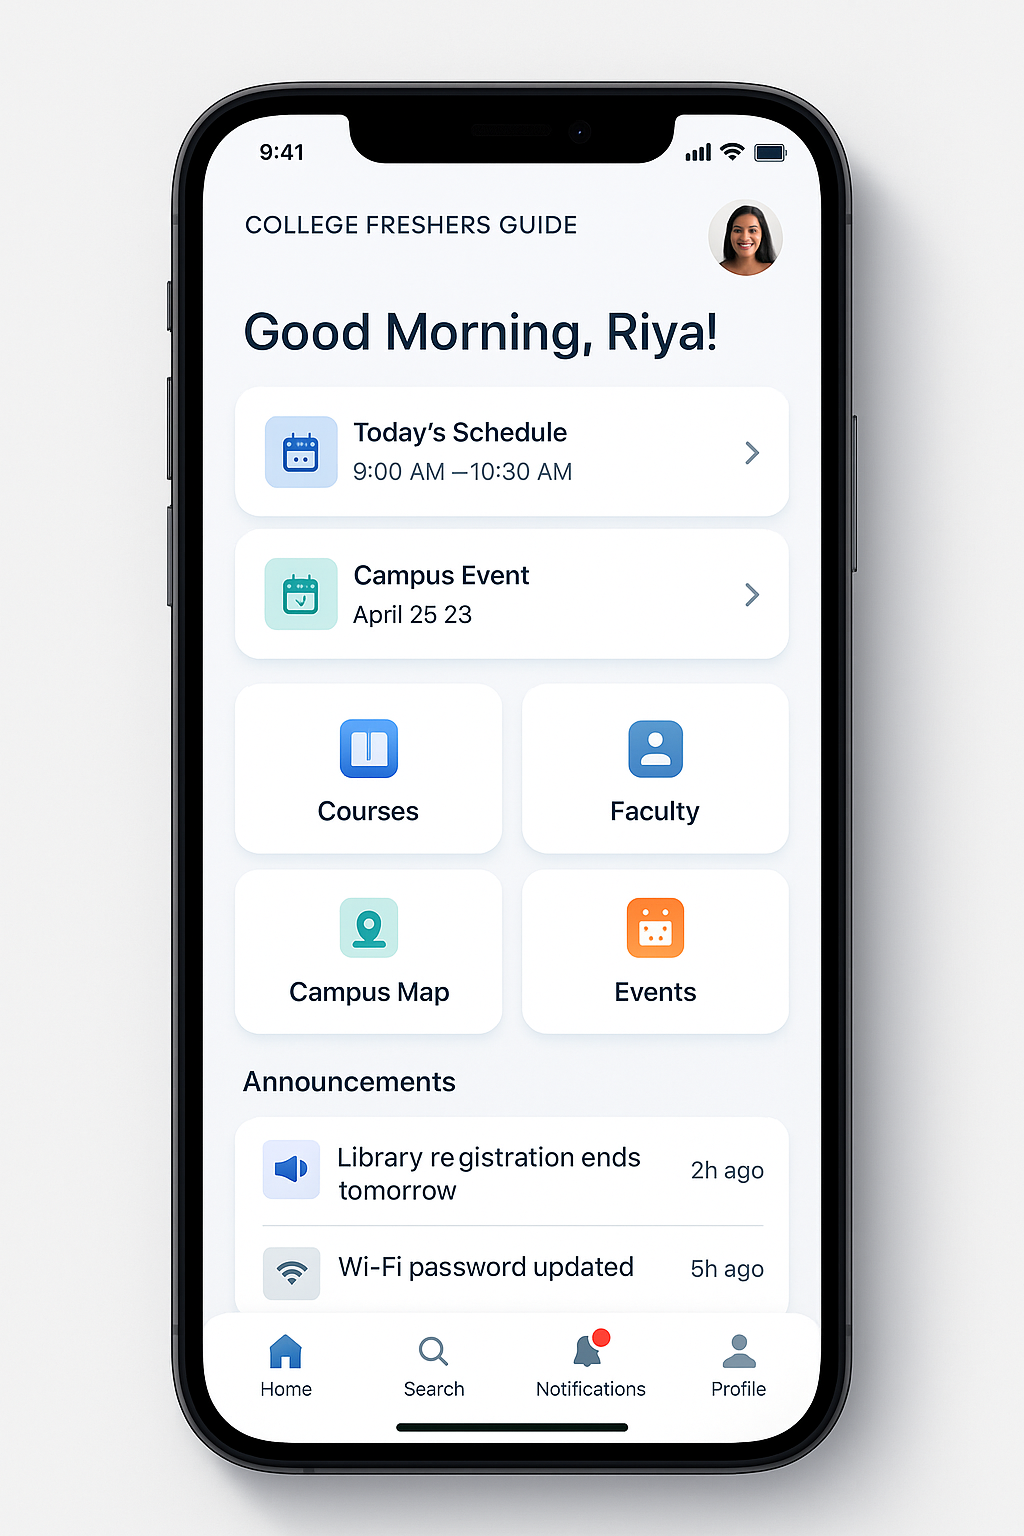 9:41
COLLEGE FRESHERS GUIDE
Good Morning, Riya!
Today’s Schedule
9:00 AM –10:30 AM
Campus Event
April 25 23
Courses
Faculty
Campus Map
Events
Announcements
Library registration ends
tomorrow
2h ago
Wi-Fi password updated
5h ago
Home
Search
Notifications
Profile